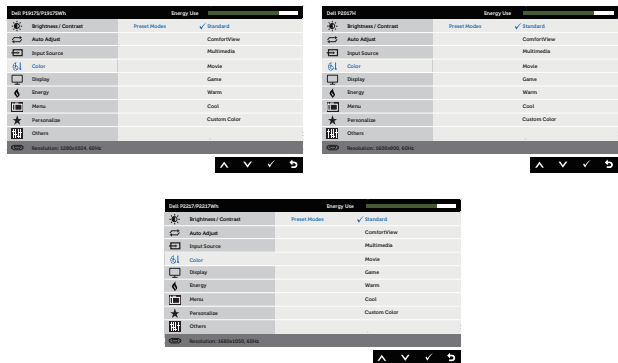 Dell P1917S/P1917SWh Energy Use
Brightness / Contrast Preset Modes ✓ Standard
Auto Adjust ComfortView
Input Source Multimedia
Color Movie
Display Game
Energy Warm
Menu Cool
Personalize Custom Color
Others
Resolution: 1280x1024, 60Hz
Dell P2017H Energy Use
Brightness / Contrast Preset Modes ✓ Standard
Auto Adjust ComfortView
Input Source Multimedia
Color Movie
Display Game
Energy Warm
Menu Cool
Personalize Custom Color
Others
Resolution: 1600x900, 60Hz
Dell P2217/P2217Wh Energy Use
Brightness / Contrast Preset Modes ✓ Standard
Auto Adjust ComfortView
Input Source Multimedia
Color Movie
Display Game
Energy Warm
Menu Cool
Personalize Custom Color
Others
Resolution: 1680x1050, 60Hz